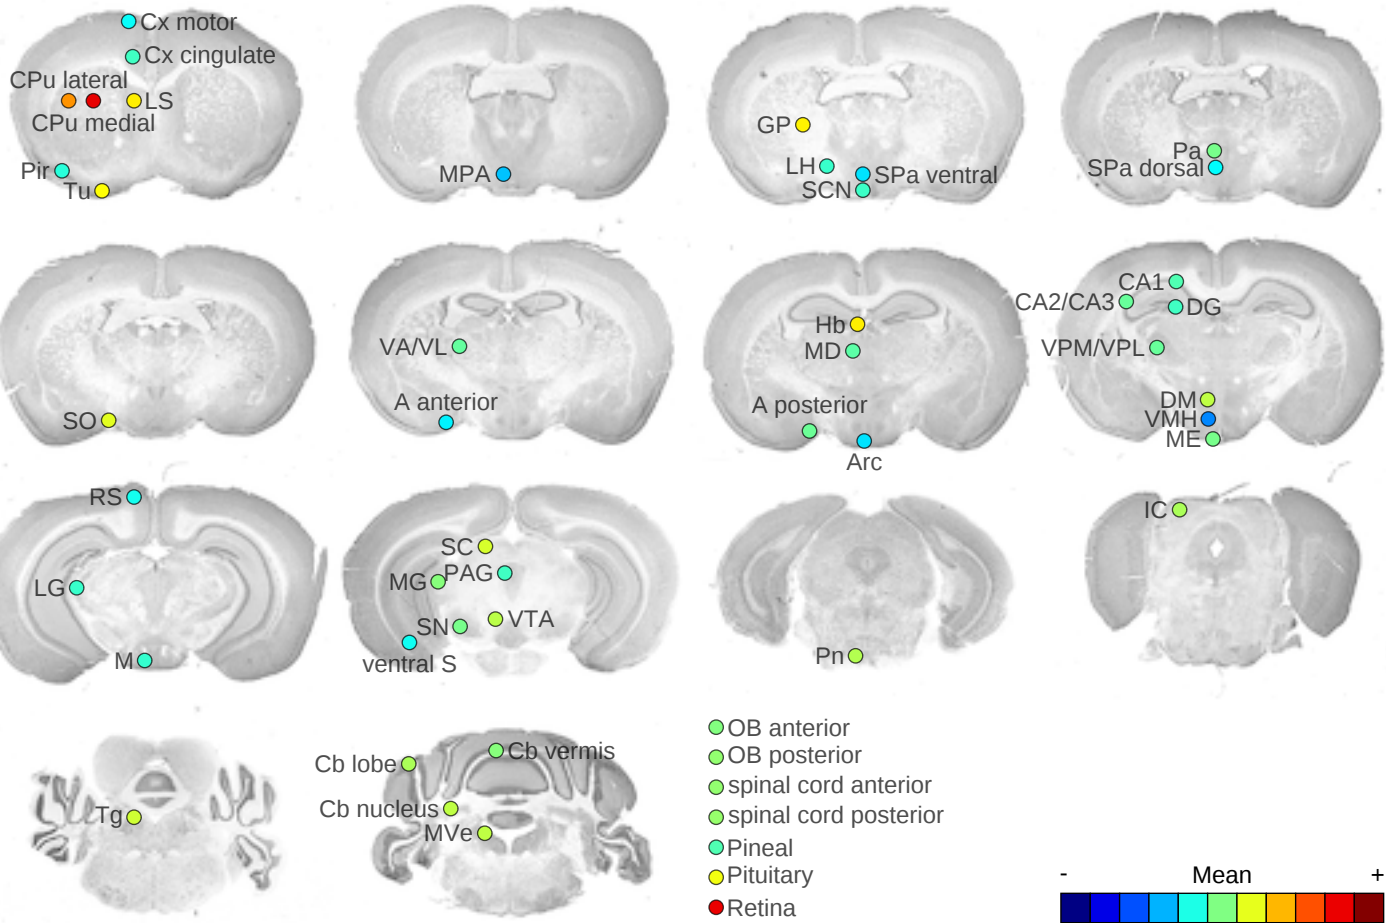 Cx motor
Cx cingulate
CPu lateral
LS
CPu medial
Pir
Tu
MPA
GP
LH
SPa ventral
SCN
Pa
SPa dorsal
SO
VA/VL
A anterior
Hb
MD
A posterior
Arc
CA1
CA2/CA3
DG
VPM/VPL
DM
VMH
ME
RS
LG
M
SC
MG
PAG
SN
VTA
ventral S
Pn
IC
Tg
Cb vermis
Cb lobe
Cb nucleus
MVe
OB anterior
OB posterior
spinal cord anterior
spinal cord posterior
Pineal
Pituitary
Retina
- Mean +